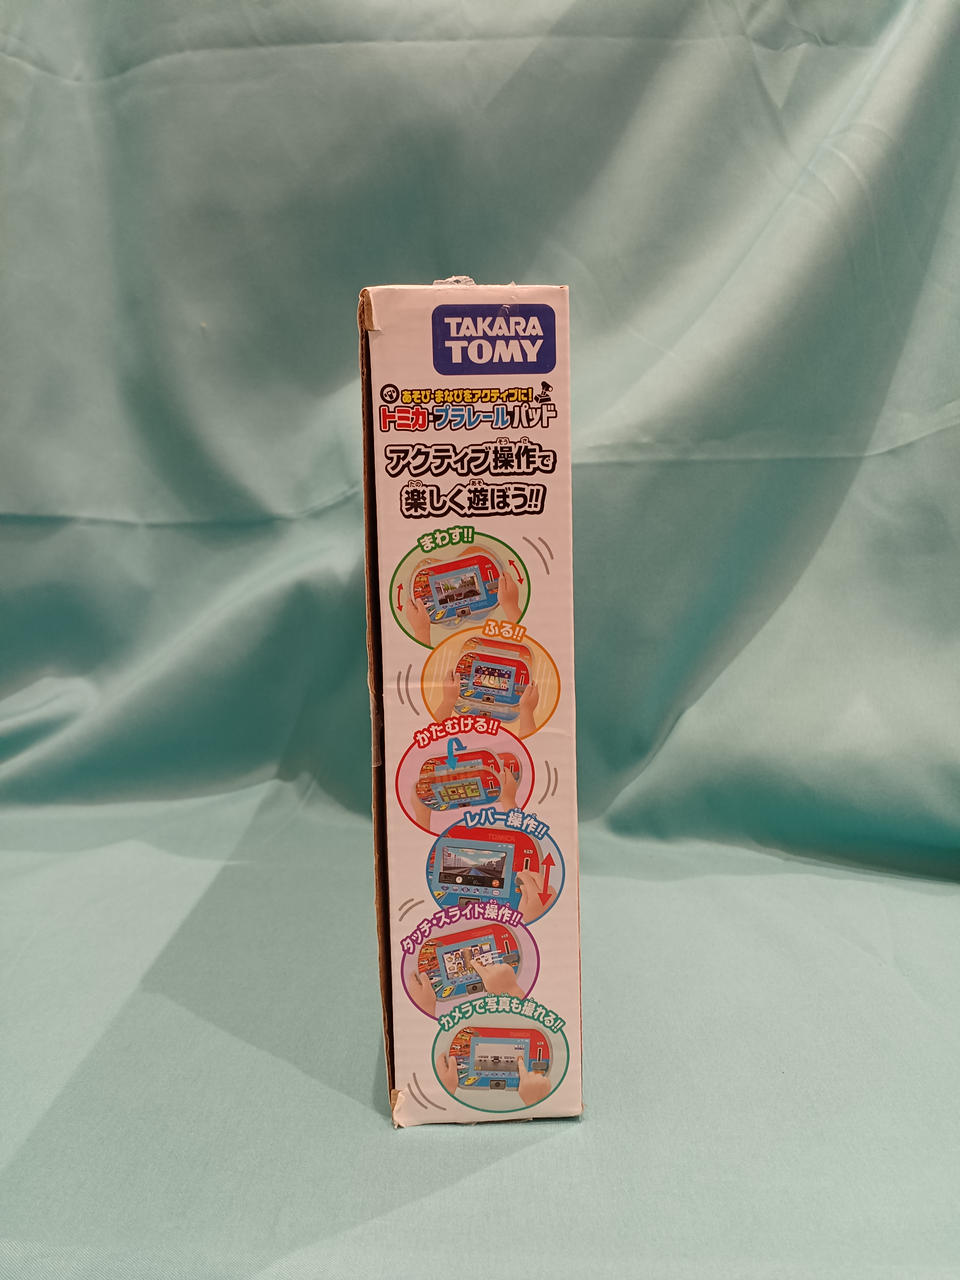 TAKARA
TOMY
あそび・まなびをアクティブに!
トミカ・プラレールパッド
アクティブ操作で
楽しく遊ぼう!!
まわす!!
ふる!!
かたむける!!
レバー操作!!
TOMICA
タッチ・スライド操作!!
カメラで写真も撮れる!!